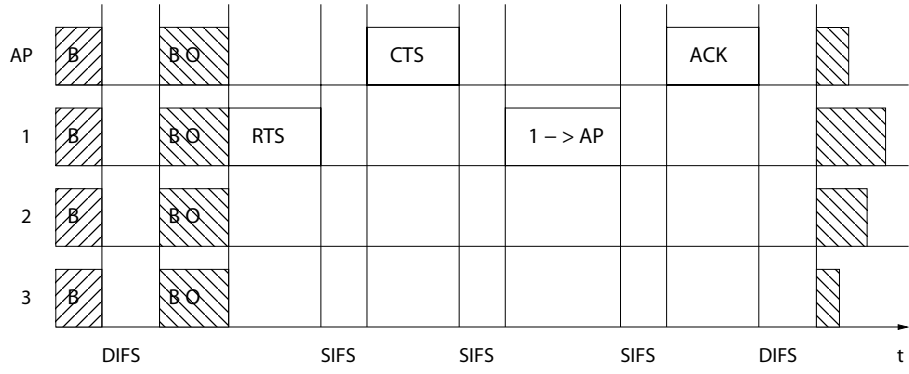 AP B B O CTS ACK
1 B B O RTS 1 – > AP
2 B B O
3 B B O
DIFS SIFS SIFS SIFS DIFS t